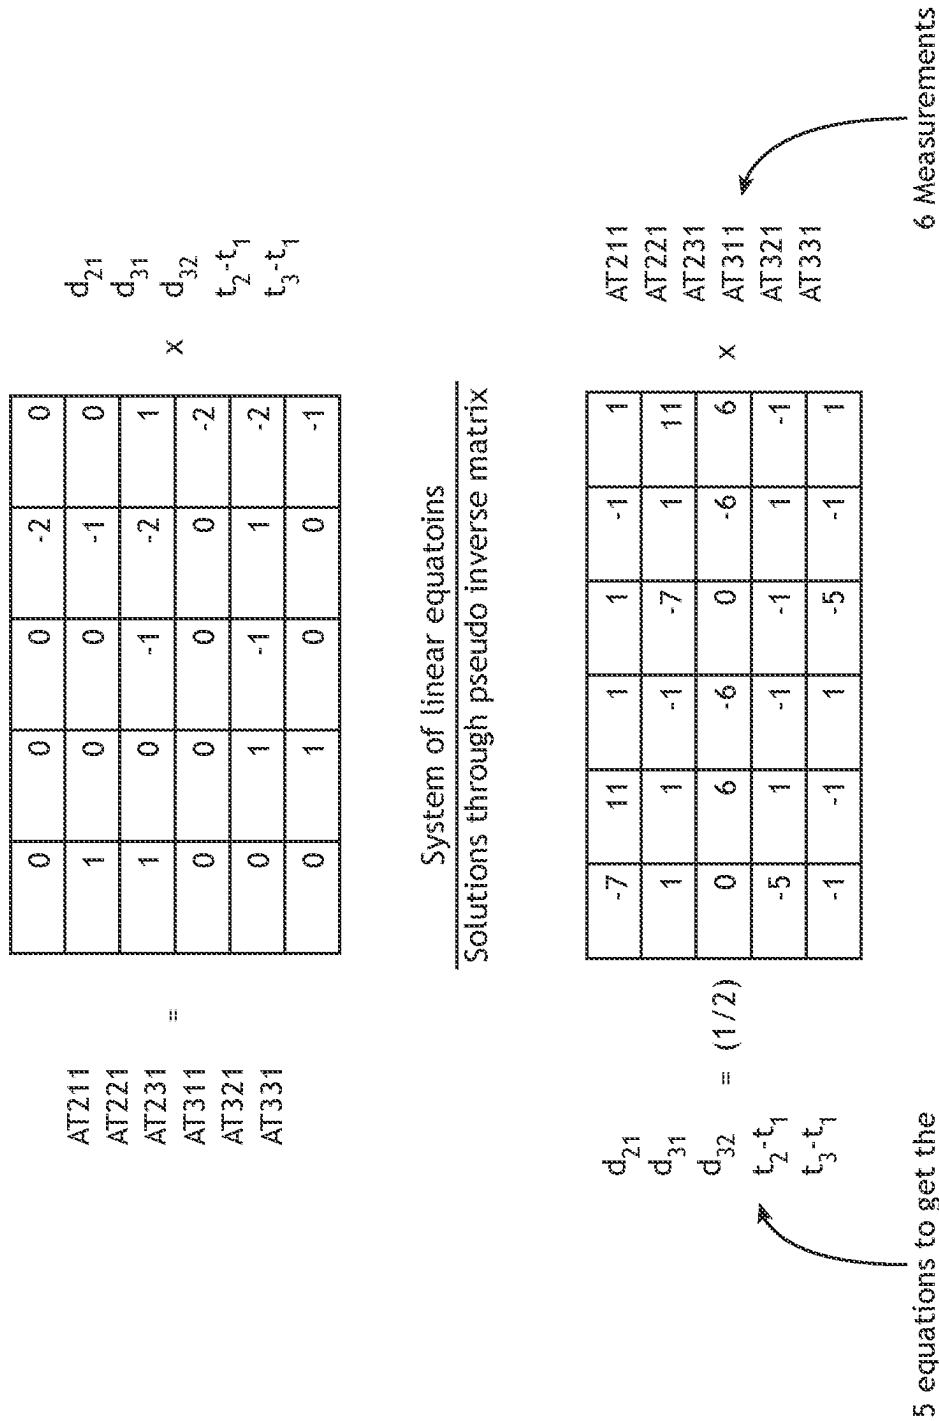 AT211
AT221
AT231
AT311
AT321
AT331
=
0 0 0 -2 0
1 0 0 -1 0
1 0 -1 -2 1
0 0 0 0 -2
0 1 -1 1 -2
0 1 0 0 -1
x
d21
d31
d32
t2-t1
t3-t1
System of linear equatoins
Solutions through pseudo inverse matrix
d21
d31
d32
t2-t1
t3-t1
= (1/2)
-7 11 1 1 -1 1
1 1 -1 -7 1 11
0 6 -6 0 -6 6
-5 1 -1 -1 1 -1
-1 -1 1 -5 -1 1
x
AT211
AT221
AT231
AT311
AT321
AT331
5 equations to get the
6 Measurements